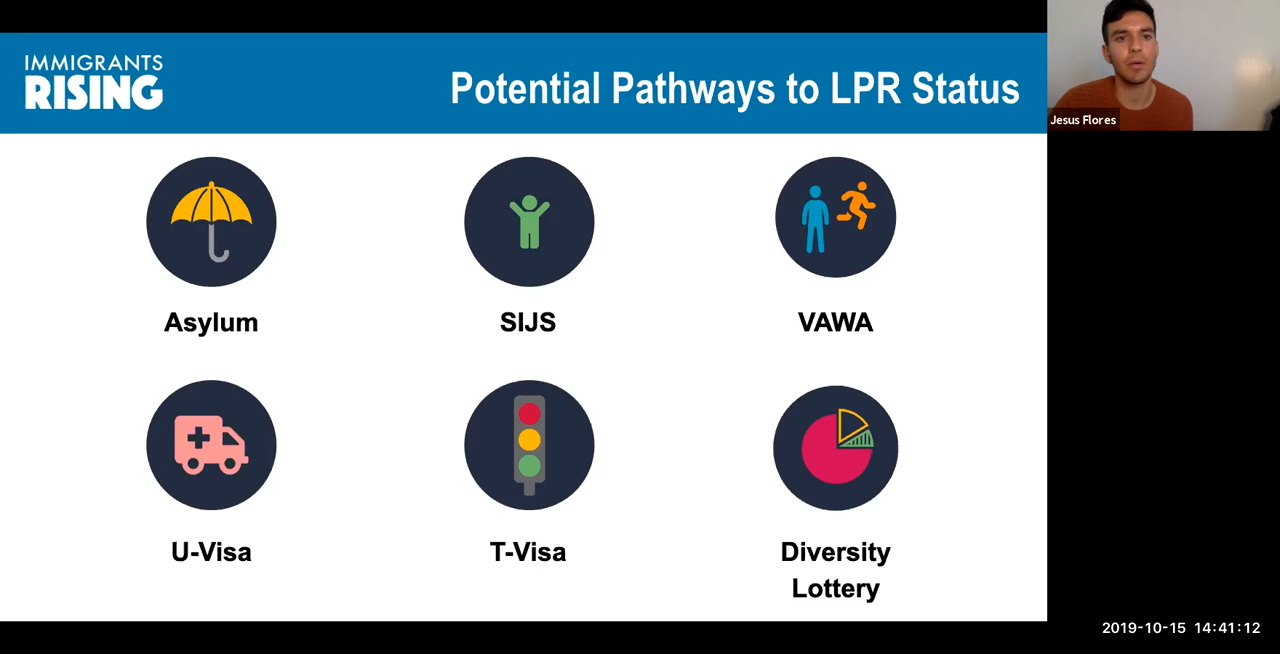 IMMIGRANTS
RISING
Potential Pathways to LPR Status
Jesus Flores
Asylum
SIJS
VAWA
U-Visa
T-Visa
Diversity
Lottery
2019-10-15 14:41:12